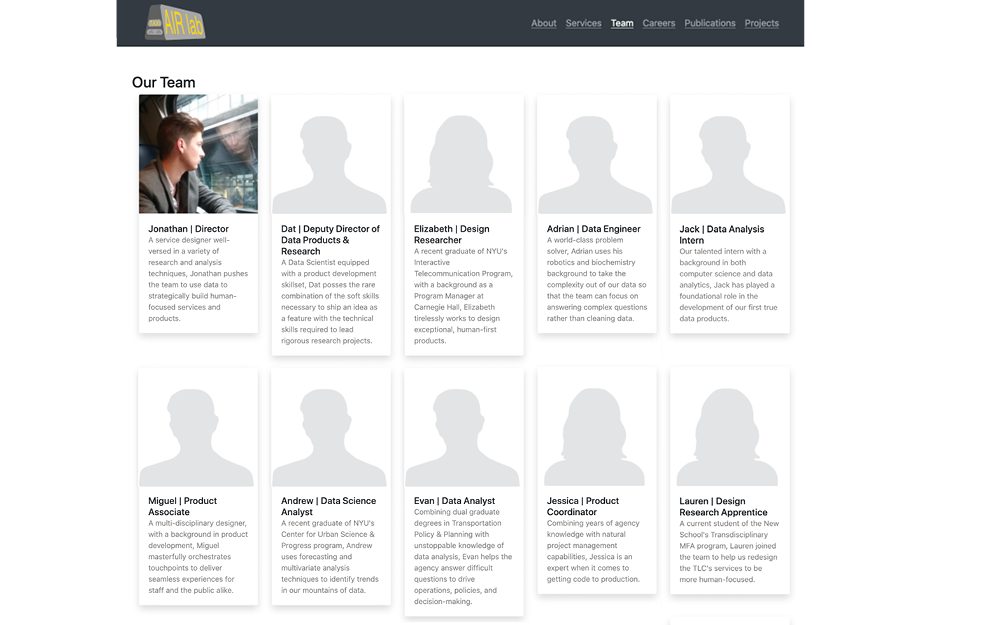 AIR lab
About Services Team Careers Publications Projects
Our Team
Jonathan | Director
A service designer well-
versed in a variety of
research and analysis
techniques, Jonathan pushes
the team to use data to
strategically build human-
focused services and
products.
Dat | Deputy Director of
Data Products &
Research
A Data Scientist equipped
with a product development
skillset, Dat posses the rare
combination of the soft skills
necessary to ship an idea as
a feature with the technical
skills required to lead
rigorous research projects.
Elizabeth | Design
Researcher
A recent graduate of NYU's
Interactive
Telecommunication Program,
with a background as a
Program Manager at
Carnegie Hall, Elizabeth
tirelessly works to design
exceptional, human-first
products.
Adrian | Data Engineer
A world-class problem
solver, Adrian uses his
robotics and biochemistry
background to take the
complexity out of our data so
that the team can focus on
answering complex questions
rather than cleaning data.
Jack | Data Analysis
Intern
Our talented intern with a
background in both
computer science and data
analytics, Jack has played a
foundational role in the
development of our first true
data products.
Miguel | Product
Associate
A multi-disciplinary designer,
with a background in product
development, Miguel
masterfully orchestrates
touchpoints to deliver
seamless experiences for
staff and the public alike.
Andrew | Data Science
Analyst
A recent graduate of NYU's
Center for Urban Science &
Progress program, Andrew
uses forecasting and
multivariate analysis
techniques to identify trends
in our mountains of data.
Evan | Data Analyst
Combining dual graduate
degrees in Transportation
Policy & Planning with
unstoppable knowledge of
data analysis, Evan helps the
agency answer difficult
questions to drive
operations, policies, and
decision-making.
Jessica | Product
Coordinator
Combining years of agency
knowledge with natural
project management
capabilities, Jessica is an
expert when it comes to
getting code to production.
Lauren | Design
Research Apprentice
A current student of the New
School's Transdisciplinary
MFA program, Lauren joined
the team to help us redesign
the TLC's services to be
more human-focused.